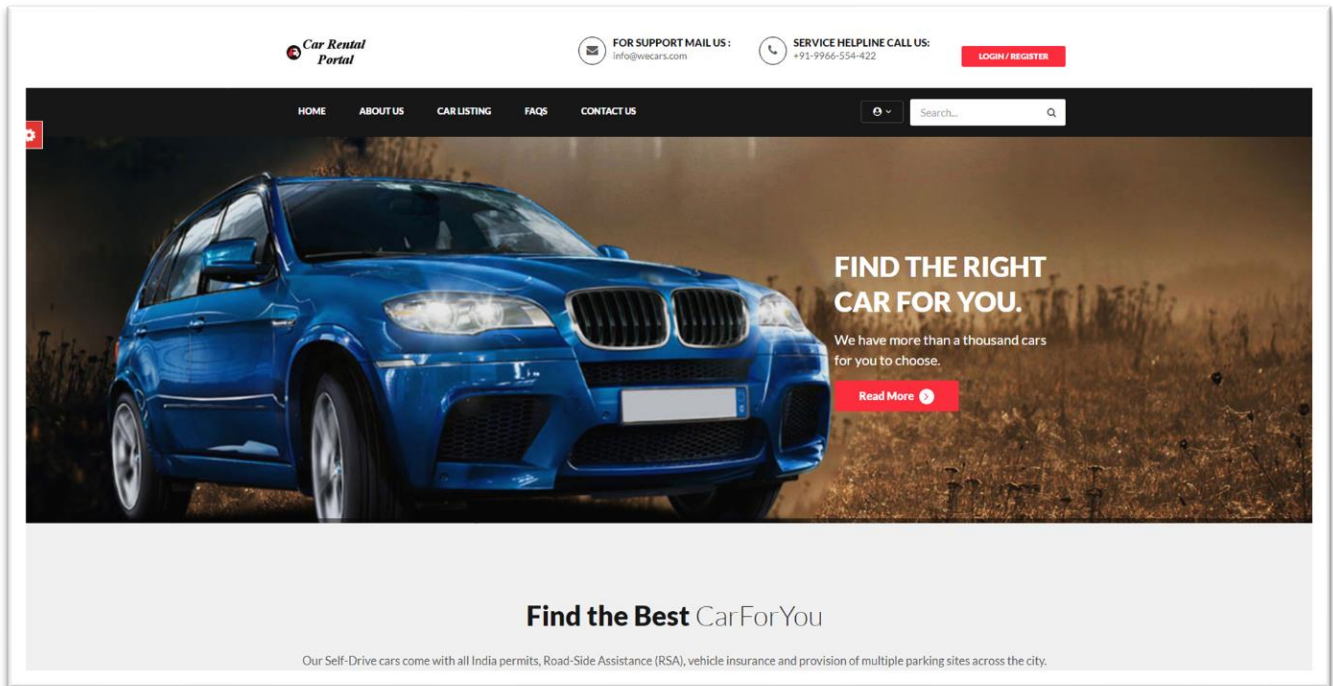 Car Rental
Portal
FOR SUPPORT MAIL US :
info@wecars.com
SERVICE HELPLINE CALL US:
+91-9966-554-422
LOGIN / REGISTER
HOME
ABOUT US
CAR LISTING
FAQS
CONTACT US
Search...
FIND THE RIGHT
CAR FOR YOU.
We have more than a thousand cars
for you to choose.
Read More
Find the Best CarForYou
Our Self-Drive cars come with all India permits, Road-Side Assistance (RSA), vehicle insurance and provision of multiple parking sites across the city.